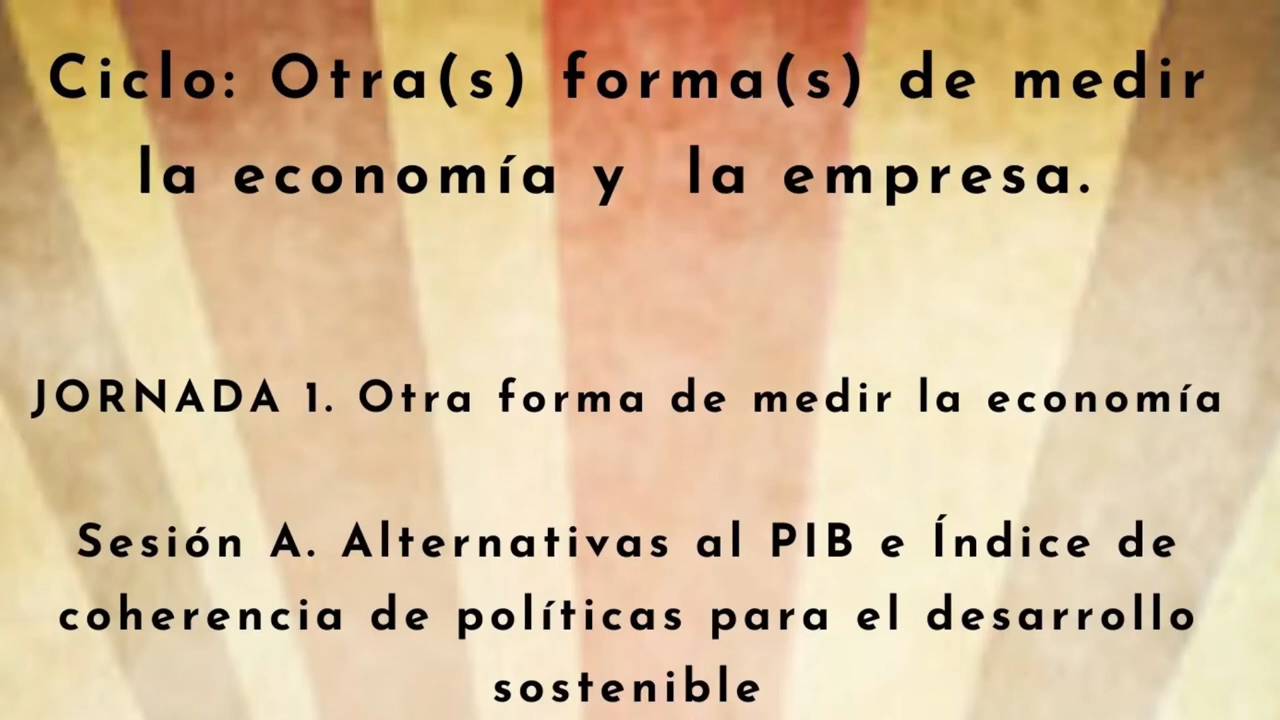 Ciclo: Otra(s) forma(s) de medir
la economía y la empresa.
JORNADA 1. Otra forma de medir la economía
Sesión A. Alternativas al PIB e Índice de
coherencia de políticas para el desarrollo
sostenible